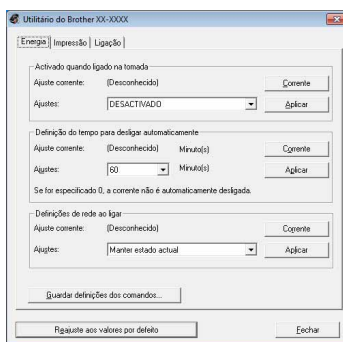 Utilitário do Brother XX-XXXX
Energia Impressão Ligação
Activado quando ligado na tomada
Ajuste corrente: (Desconhecido) Corrente
Ajustes: DESACTIVADO Aplicar
Definição do tempo para desligar automaticamente
Ajuste corrente: (Desconhecido) Minuto(s) Corrente
Ajustes: 60 Minuto(s) Aplicar
Se for especificado 0, a corrente não é automaticamente desligada.
Definições de rede ao ligar
Ajuste corrente: (Desconhecido) Corrente
Ajustes: Manter estado actual Aplicar
Guardar definições dos comandos...
Reajuste aos valores por defeito Fechar